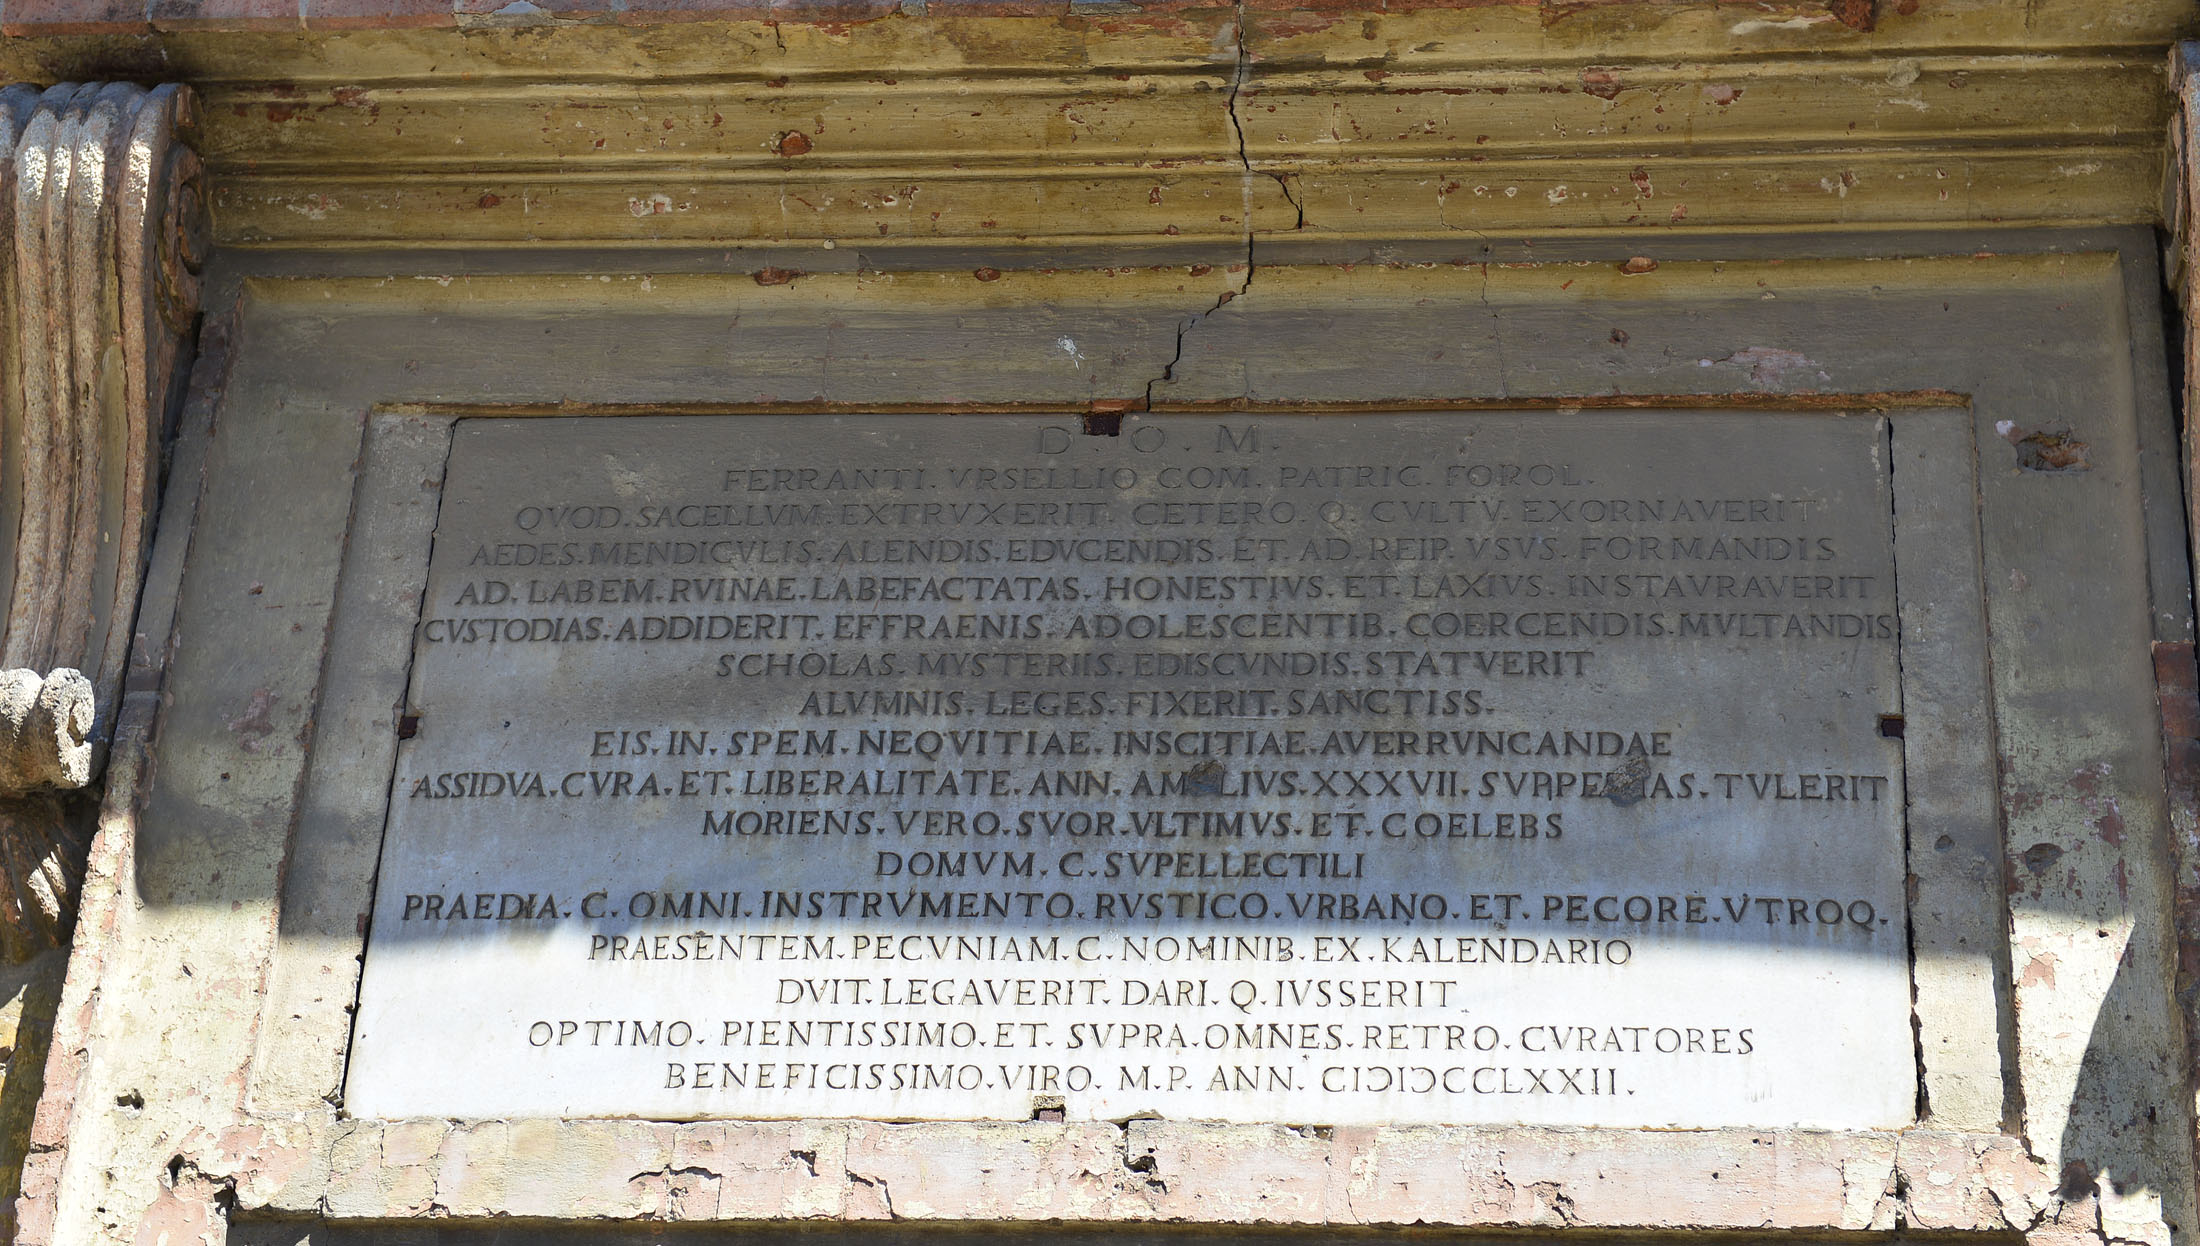 D. O. M.
FERRANTI. VRSELLIO COM. PATRIC. FOROL.
QVOD. SACELLVM. EXTRVXERIT. CETERO. Q. CVLTV. EXORNAVERIT
AEDES. MENDICVLIS. ALENDIS. EDVCENDIS. ET. AD. REIP. VSVS. FORMANDIS
AD. LABEM. RVINAE. LABEFACTATAS. HONESTIVS. ET. LAXIVS. INSTAVRAVERIT
CVSTODIAS. ADDIDERIT. EFFRAENIS. ADOLESCENTIB. COERCENDIS. MVLTANDIS
SCHOLAS. MYSTERIIS. EDISCVNDIS. STATVERIT
ALVMNIS. LEGES. FIXERIT. SANCTISS.
EIS. IN. SPEM. NEQVITIAE. INSCITIAE. AVERRVNCANDAE
ASSIDVA. CVRA. ET. LIBERALITATE. ANN. XXXVII. TVLERIT
MORIENS. VERO. SVOR. VLTIMVS. ET. COELEBS
DOMVM. C. SVPELLECTILI
PRAEDIA. C. OMNI. INSTRVMENTO. RVSTICO. VRBANO. ET. PECORE. VTROQ.
PRAESENTEM. PECVNIAM. C. NOMINIB. EX. KALENDARIO
DVIT. LEGAVERIT. DARI. Q. IVSSERIT
OPTIMO. PIENTISSIMO. ET. SVPRA. OMNES. RETRO. CVRATORES
BENEFICISSIMO. VIRO. M. P. ANN. CIↃIↃCCLXXII.